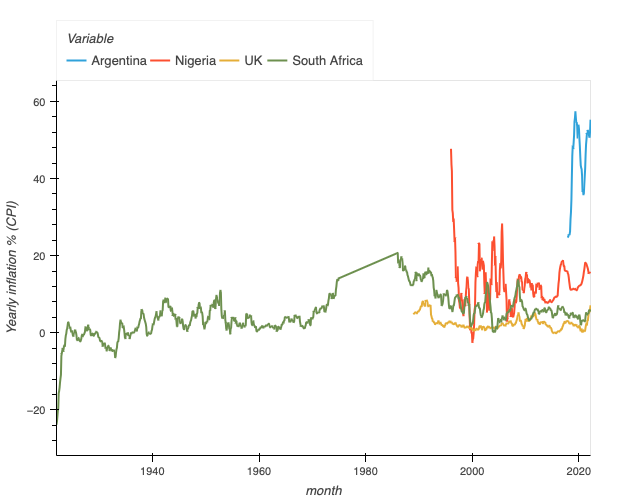 Variable
Argentina Nigeria UK South Africa
Yearly inflation % (CPI)
60
40
20
0
−20
1940 1960 1980 2000 2020
month